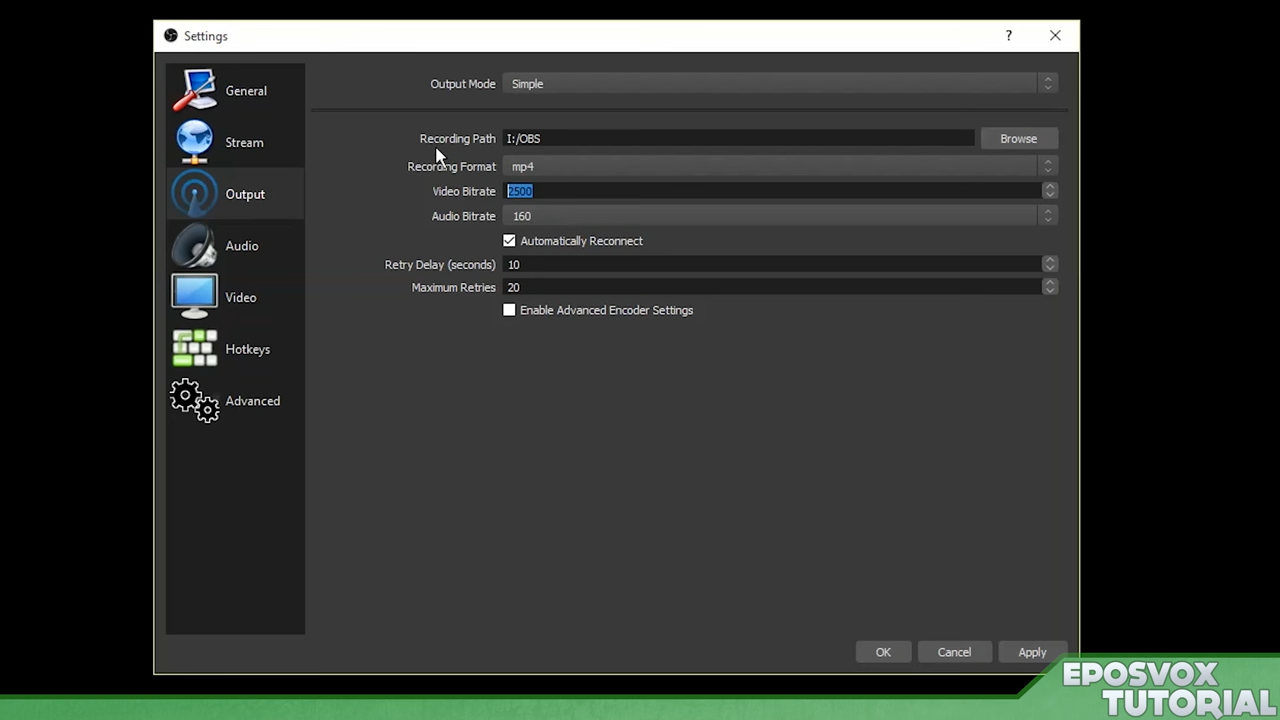 Settings
?
General
Stream
Output
Audio
Video
Hotkeys
Advanced
Output Mode Simple
Recording Path I:/OBS Browse
Recording Format mp4
Video Bitrate 2500
Audio Bitrate 160
Automatically Reconnect
Retry Delay (seconds) 10
Maximum Retries 20
Enable Advanced Encoder Settings
OK Cancel Apply
EPOSVOX
TUTORIAL